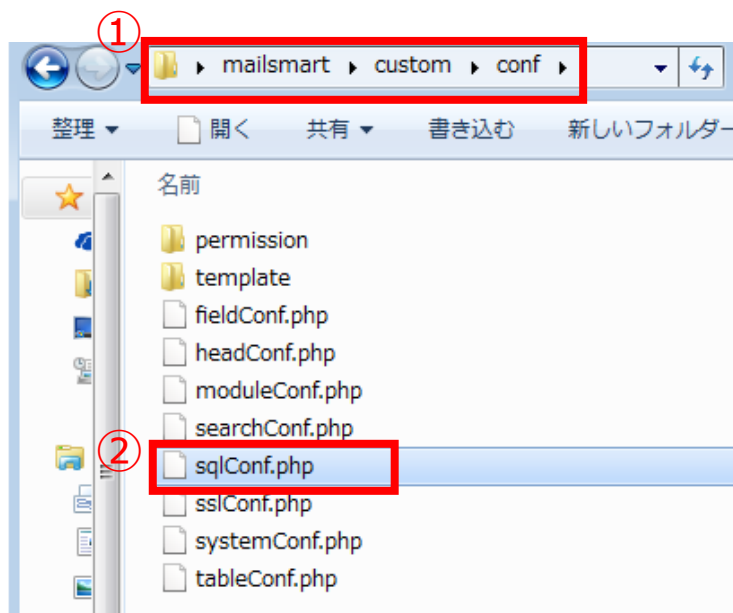 ①
mailsmart ▸ custom ▸ conf ▸
整理 ▼ 開く 共有 ▼ 書き込む 新しいフォルダー
名前
permission
template
fieldConf.php
headConf.php
moduleConf.php
searchConf.php
②
sqlConf.php
sslConf.php
systemConf.php
tableConf.php